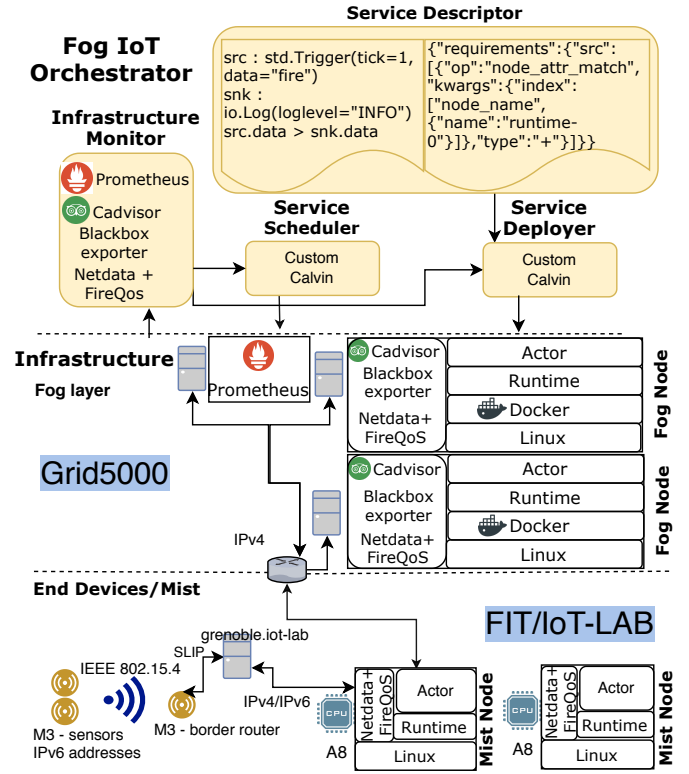 Service Descriptor
Fog IoT
Orchestrator
src : std.Trigger(tick=1,
data="fire")
snk :
io.Log(loglevel="INFO")
src.data > snk.data
{"requirements":{"src":
[{"op":"node_attr_match",
"kwargs":{"index":
["node_name",
{"name":"runtime-
0"}]},"type":"+"}]}}
Infrastructure
Monitor
Prometheus
Cadvisor
Blackbox
exporter
Netdata +
FireQos
Service
Scheduler
Custom
Calvin
Service
Deployer
Custom
Calvin
Infrastructure
Fog layer
Prometheus
Cadvisor
Blackbox
exporter
Netdata+
FireQoS
Actor
Runtime
Docker
Linux
Fog Node
Grid5000
Cadvisor
Blackbox
exporter
Netdata+
FireQoS
Actor
Runtime
Docker
Linux
Fog Node
IPv4
End Devices/Mist
FIT/IoT-LAB
grenoble.iot-lab
SLIP
IEEE 802.15.4
IPv4/IPv6
M3 - sensors
IPv6 addresses
M3 - border router
CPU
A8
Netdata+
FireQoS
Actor
Runtime
Linux
Mist Node
CPU
A8
Netdata+
FireQoS
Actor
Runtime
Linux
Mist Node